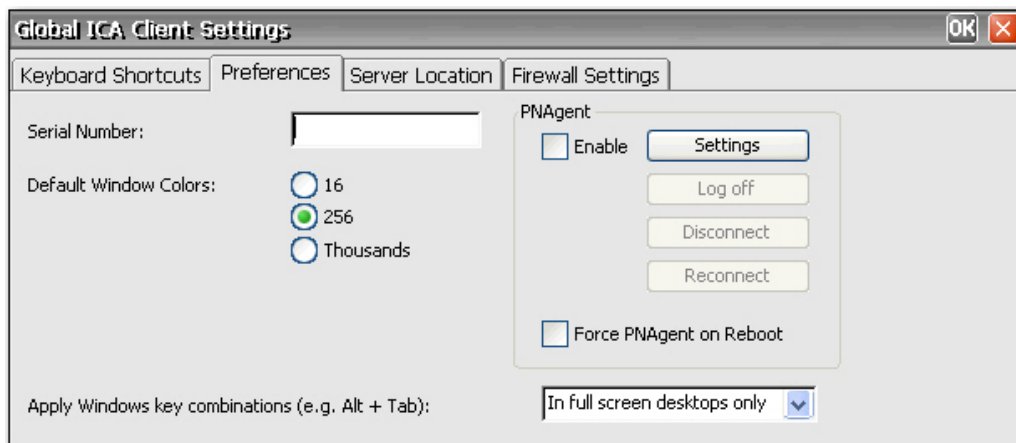 Global ICA Client Settings OK
Keyboard Shortcuts Preferences Server Location Firewall Settings
Serial Number:
Default Window Colors:
16
256
Thousands
PNAgent
Enable Settings
Log off
Disconnect
Reconnect
Force PNAgent on Reboot
Apply Windows key combinations (e.g. Alt + Tab): In full screen desktops only